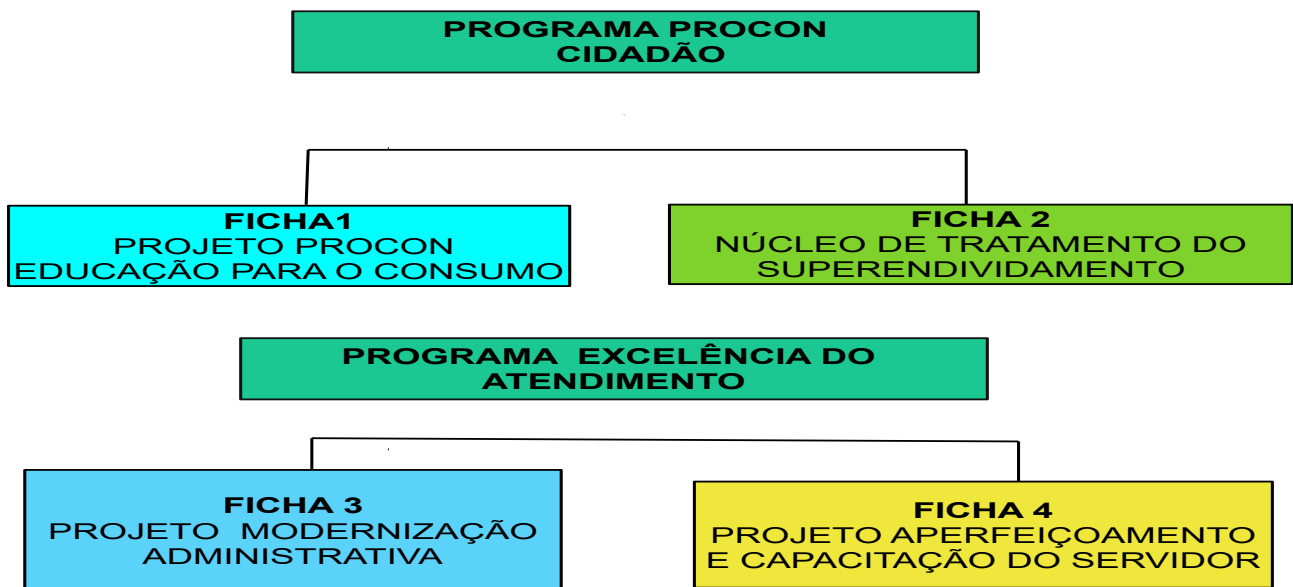 PROGRAMA PROCON
CIDADÃO
FICHA1
PROJETO PROCON
EDUCAÇÃO PARA O CONSUMO
FICHA 2
NÚCLEO DE TRATAMENTO DO
SUPERENDIVIDAMENTO
PROGRAMA EXCELÊNCIA DO
ATENDIMENTO
FICHA 3
PROJETO MODERNIZAÇÃO
ADMINISTRATIVA
FICHA 4
PROJETO APERFEIÇOAMENTO
E CAPACITAÇÃO DO SERVIDOR